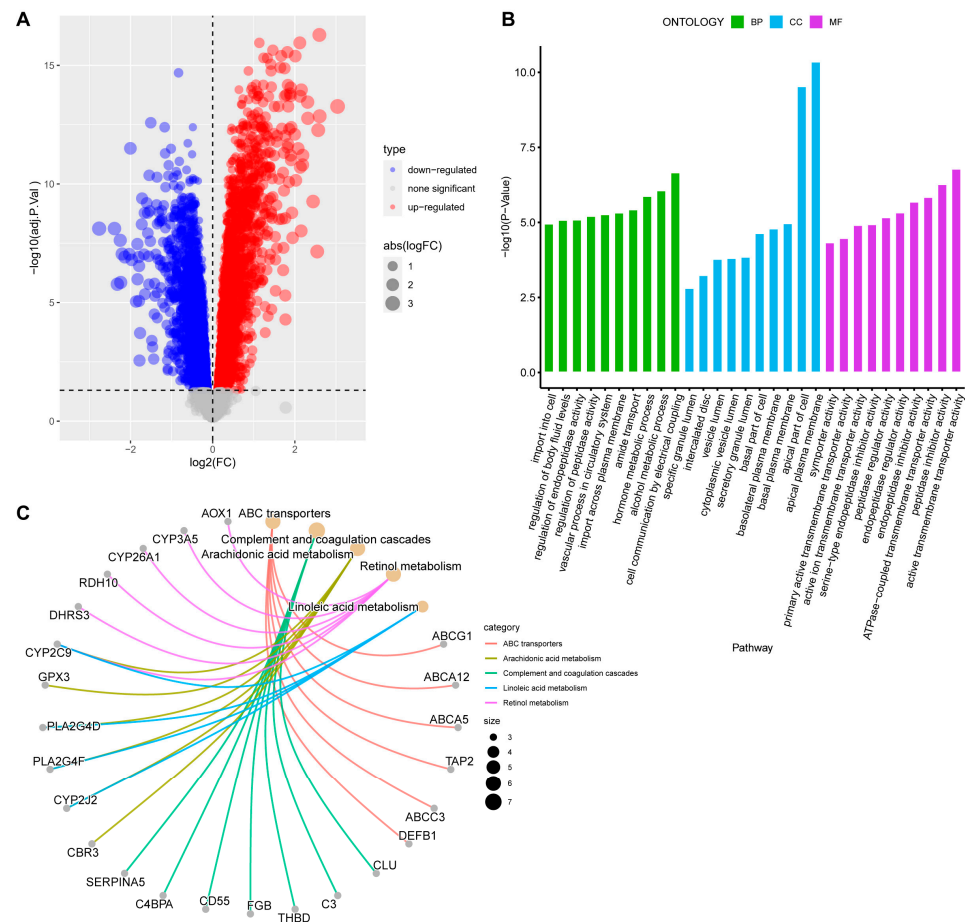 A
15
10
5
0
−log10(adj.P.Val )
−2
0
2
log2(FC)
type
down−regulated
none significant
up−regulated
abs(logFC)
1
2
3
B
ONTOLOGY
BP
CC
MF
10.0
7.5
5.0
2.5
0.0
−log10(P−Value)
import into cell
regulation of body fluid levels
regulation of endopeptidase activity
regulation of peptidase activity
vascular process in circulatory system
import across plasma membrane
amide transport
hormone metabolic process
alcohol metabolic process
cell communication by electrical coupling
specific granule lumen
intercalated disc
vesicle lumen
cytoplasmic vesicle lumen
secretory granule lumen
basal part of cell
basolateral plasma membrane
basal plasma membrane
apical part of cell
apical plasma membrane
symporter activity
primary active transmembrane transporter activity
active ion transmembrane transporter activity
serine−type endopeptidase inhibitor activity
peptidase regulator activity
endopeptidase regulator activity
endopeptidase inhibitor activity
ATPase−coupled transmembrane transporter activity
peptidase inhibitor activity
active transmembrane transporter activity
Pathway
C
ABC transporters
Complement and coagulation cascades
Arachidonic acid metabolism
Retinol metabolism
Linoleic acid metabolism
AOX1
CYP3A5
CYP26A1
RDH10
DHRS3
CYP2C9
GPX3
PLA2G4D
PLA2G4F
CYP2J2
CBR3
SERPINA5
C4BPA
CD55
FGB
THBD
C3
CLU
DEFB1
ABCC3
TAP2
ABCA5
ABCA12
ABCG1
category
ABC transporters
Arachidonic acid metabolism
Complement and coagulation cascades
Linoleic acid metabolism
Retinol metabolism
size
3
4
5
6
7